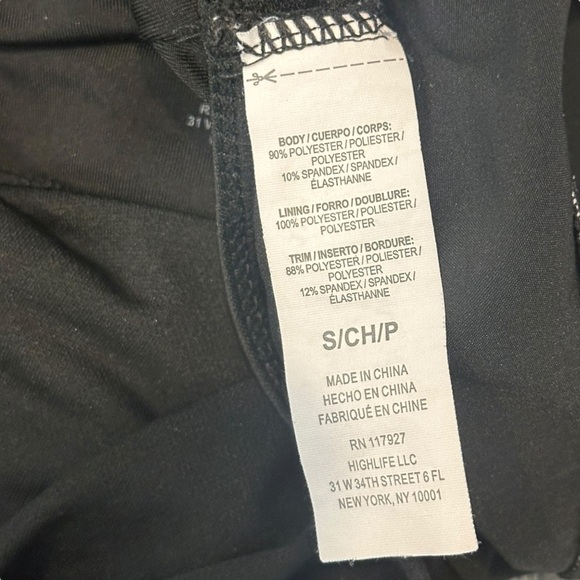 BODY / CUERPO / CORPS:
90% POLYESTER / POLIESTER /
POLYESTER
10% SPANDEX / SPANDEX /
ÉLASTHANNE
LINING / FORRO / DOUBLURE:
100% POLYESTER / POLIESTER /
POLYESTER
TRIM / INSERTO / BORDURE:
88% POLYESTER / POLIESTER /
POLYESTER
12% SPANDEX / SPANDEX /
ÉLASTHANNE
S/CH/P
MADE IN CHINA
HECHO EN CHINA
FABRIQUÉ EN CHINE
RN 117927
HIGHLIFE LLC
31 W 34TH STREET 6 FL
NEW YORK, NY 10001